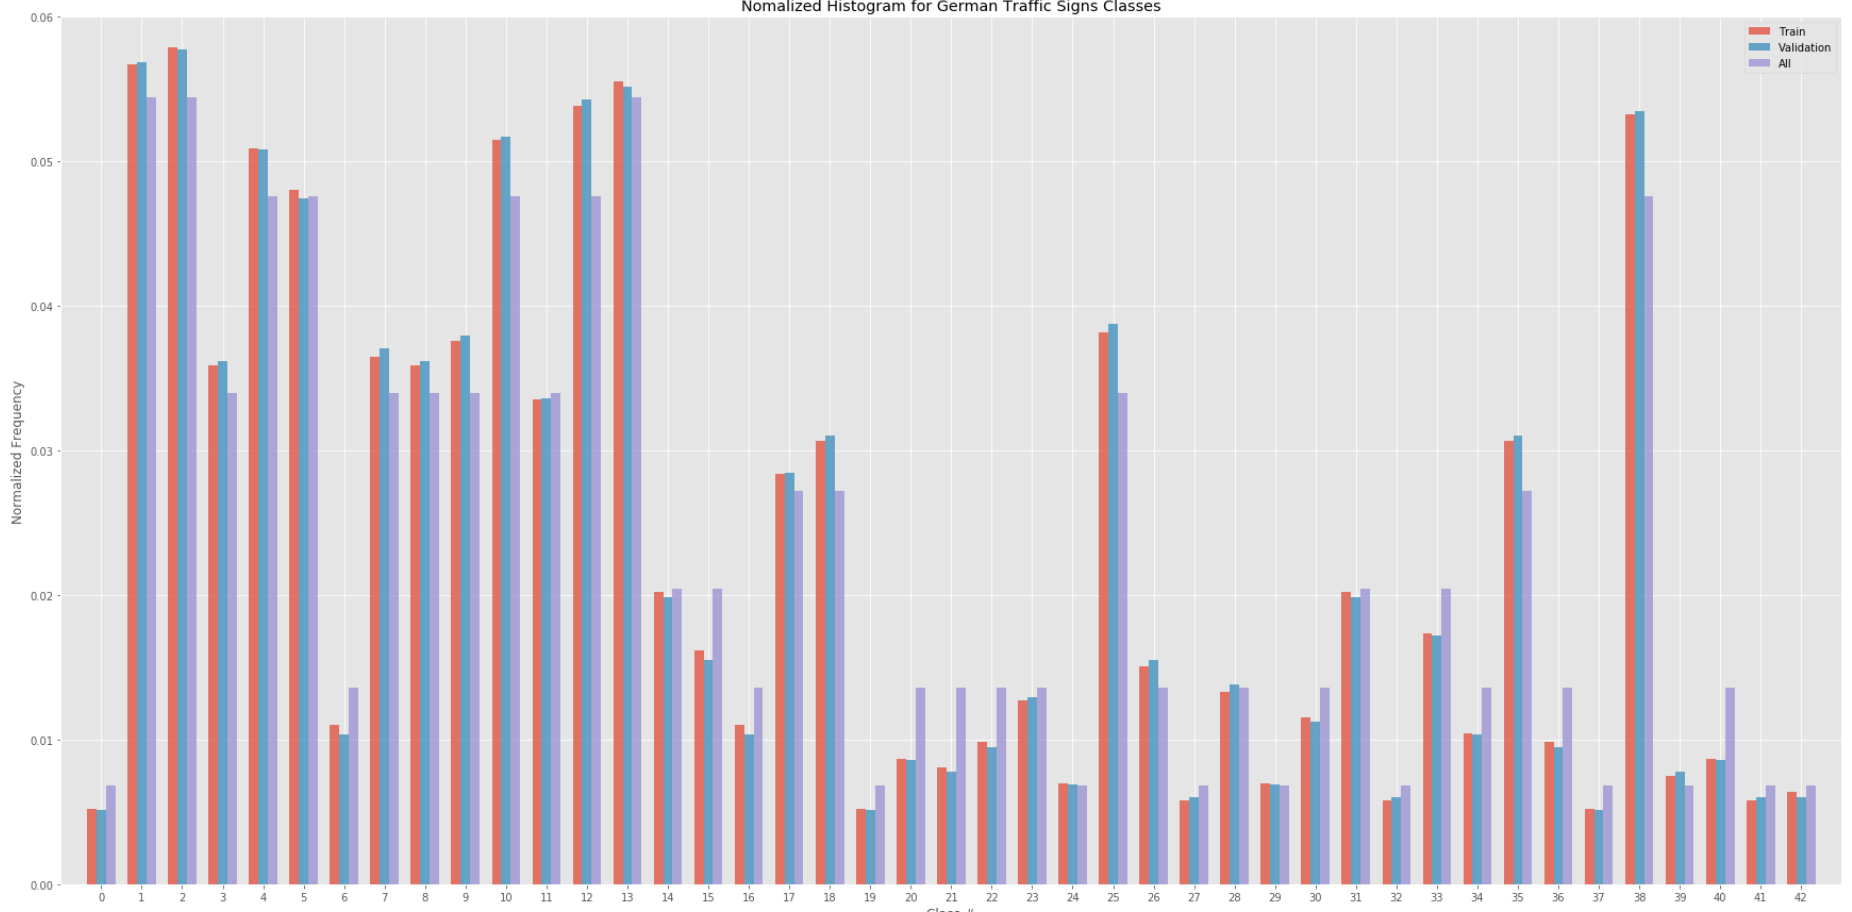 Nomalized Histogram for German Traffic Signs Classes
Train
Validation
All
Normalized Frequency
0.06
0.05
0.04
0.03
0.02
0.01
0.00
0 1 2 3 4 5 6 7 8 9 10 11 12 13 14 15 16 17 18 19 20 21 22 23 24 25 26 27 28 29 30 31 32 33 34 35 36 37 38 39 40 41 42
Class #